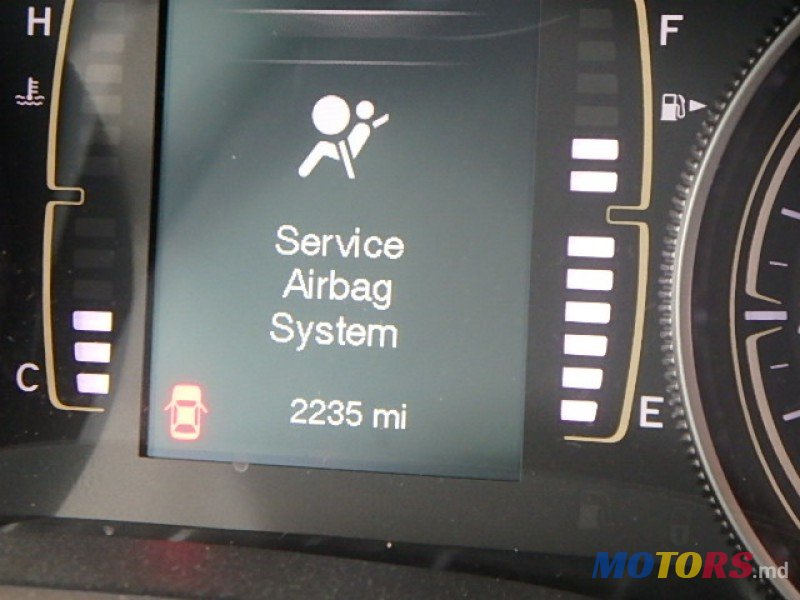 H
F
Service
Airbag
System
C
2235 mi
E
MOTORS.md